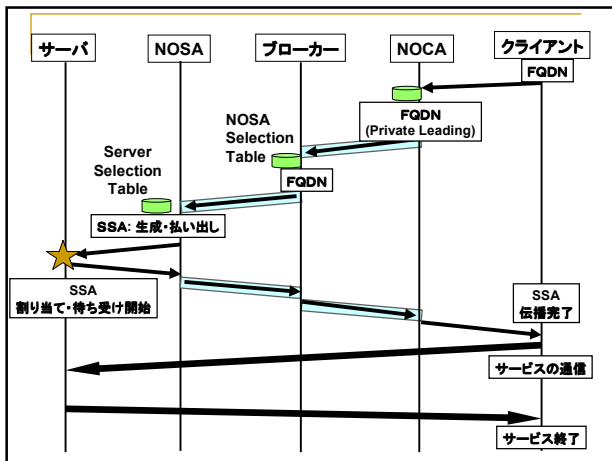 サーバ
NOSA
ブローカー
NOCA
クライアント
FQDN
FQDN
(Private Leading)
NOSA
Selection
Table
FQDN
Server
Selection
Table
SSA: 生成・払い出し
SSA
割り当て・待ち受け開始
SSA
伝播完了
サービスの通信
サービス終了